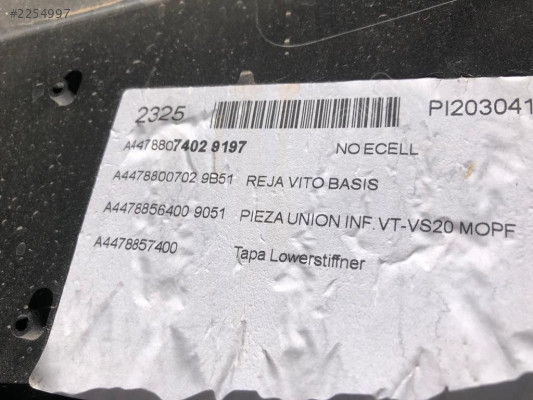 #2254997
2325 PI203041
A4478807402 9197 NO ECELL
A4478800702 9B51 REJA VITO BASIS
A4478856400 9051 PIEZA UNION INF. VT-VS20 MOPF
A4478857400 Tapa Lowerstiffner